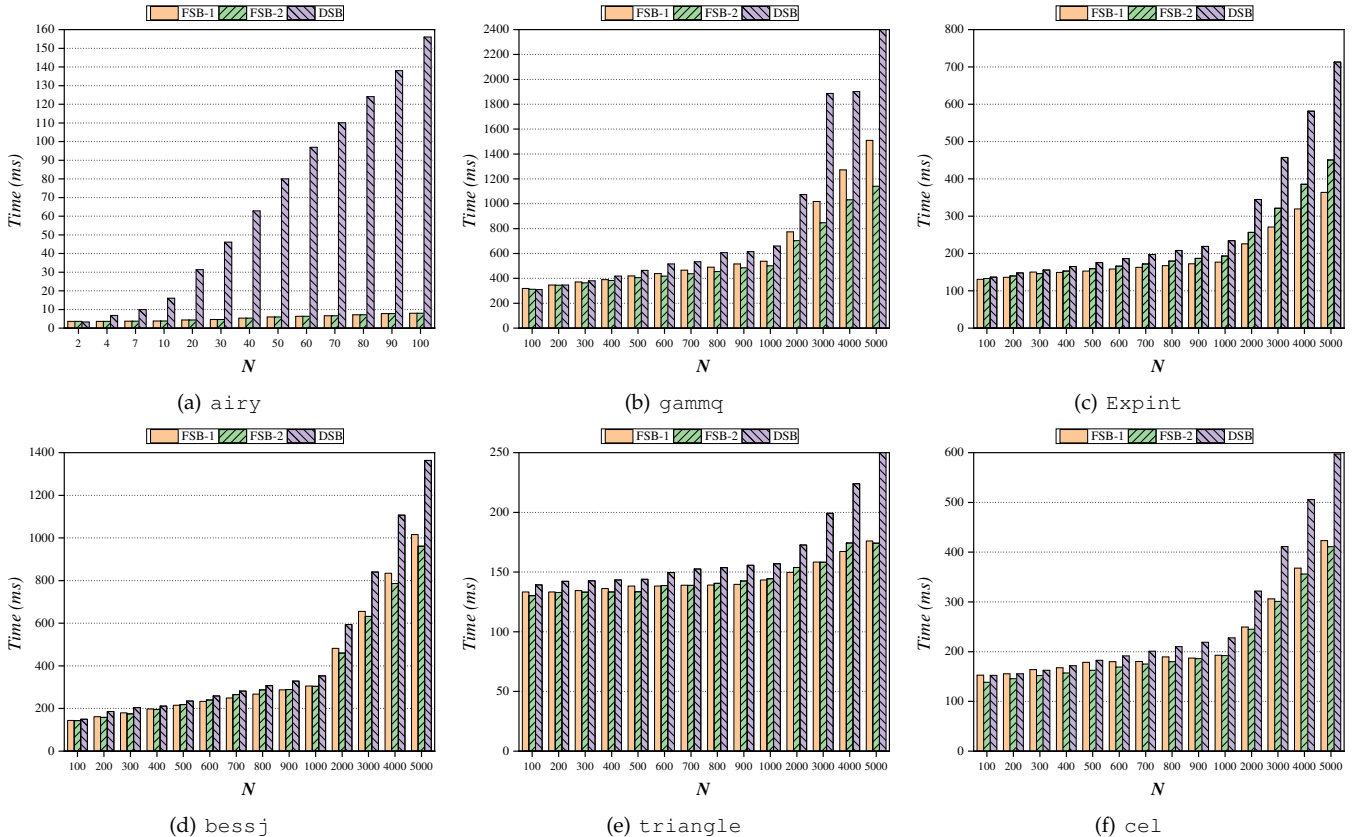 FSB-1 FSB-2 DSB
160
150
140
130
120
110
100
90
80
70
60
50
40
30
20
10
0
Time (ms)
2 4 7 10 20 30 40 50 60 70 80 90 100
N
(a) airy
FSB-1 FSB-2 DSB
2400
2200
2000
1800
1600
1400
1200
1000
800
600
400
200
0
Time (ms)
100 200 300 400 500 600 700 800 900 1000 2000 3000 4000 5000
N
(b) gammq
FSB-1 FSB-2 DSB
800
700
600
500
400
300
200
100
0
Time (ms)
100 200 300 400 500 600 700 800 900 1000 2000 3000 4000 5000
N
(c) Expint
FSB-1 FSB-2 DSB
1400
1200
1000
800
600
400
200
0
Time (ms)
100 200 300 400 500 600 700 800 900 1000 2000 3000 4000 5000
N
(d) bessj
FSB-1 FSB-2 DSB
250
200
150
100
50
0
Time (ms)
100 200 300 400 500 600 700 800 900 1000 2000 3000 4000 5000
N
(e) triangle
FSB-1 FSB-2 DSB
600
500
400
300
200
100
0
Time (ms)
100 200 300 400 500 600 700 800 900 1000 2000 3000 4000 5000
N
(f) cel